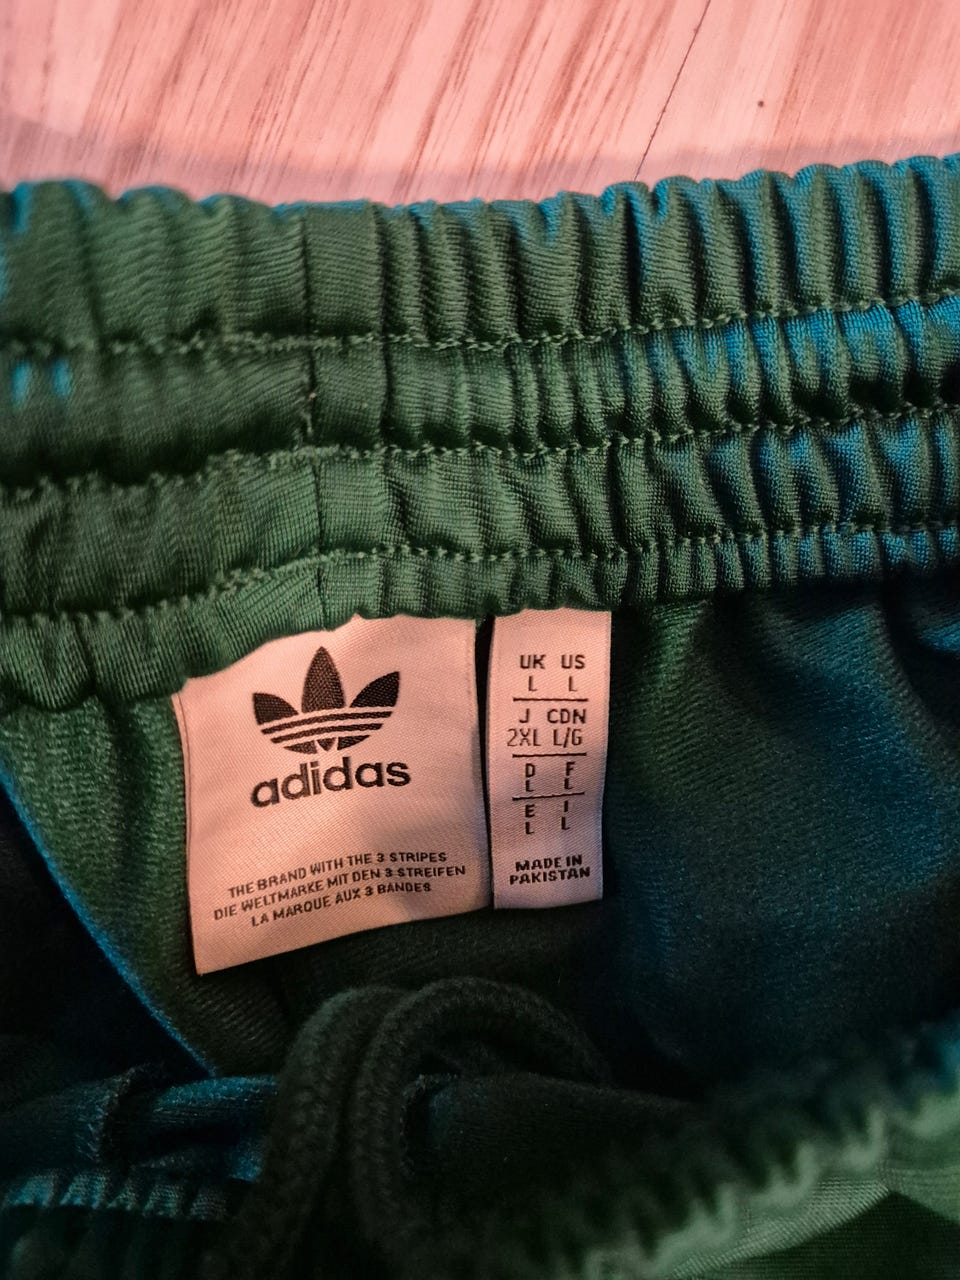 adidas
THE BRAND WITH THE 3 STRIPES
DIE WELTMARKE MIT DEN 3 STREIFEN
LA MARQUE AUX 3 BANDES
UK US
L L
J CDN
2XL L/G
D F
L L
E I
L L
MADE IN
PAKISTAN